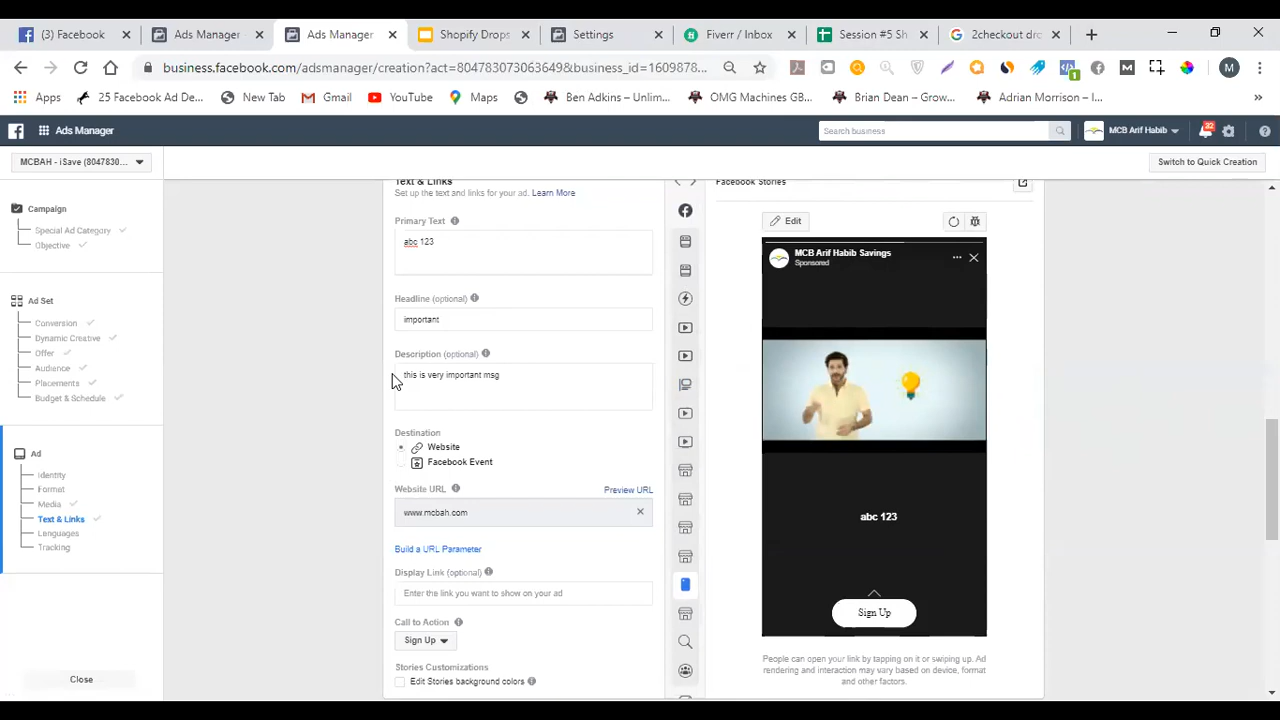 (3) Facebook
Ads Manager
Ads Manager
Shopify Drops
Settings
Fiverr / Inbox
Session #5 Sh
2checkout dro
business.facebook.com/adsmanager/creation?act=804783073063649&business_id=1609878...
M
Apps
25 Facebook Ad De...
New Tab
Gmail
YouTube
Maps
Ben Adkins – Unlim...
OMG Machines GB...
Brian Dean – Grow...
Adrian Morrison – I...
»
Ads Manager
Search business
MCB Arif Habib
32
MCBAH - iSave (8047830...
Switch to Quick Creation
Campaign
Special Ad Category
Objective
Ad Set
Conversion
Dynamic Creative
Offer
Audience
Placements
Budget & Schedule
Ad
Identity
Format
Media
Text & Links
Languages
Tracking
Close
Text & Links
Set up the text and links for your ad. Learn More
Primary Text
abc 123
Headline (optional)
important
Description (optional)
this is very important msg
Destination
Website
Facebook Event
Website URL
Preview URL
www.mcbah.com
Build a URL Parameter
Display Link (optional)
Enter the link you want to show on your ad
Call to Action
Sign Up
Stories Customizations
Edit Stories background colors
Facebook Stories
Edit
MCB Arif Habib Savings
Sponsored
abc 123
Sign Up
People can open your link by tapping on it or swiping up. Ad
rendering and interaction may vary based on device, format
and other factors.